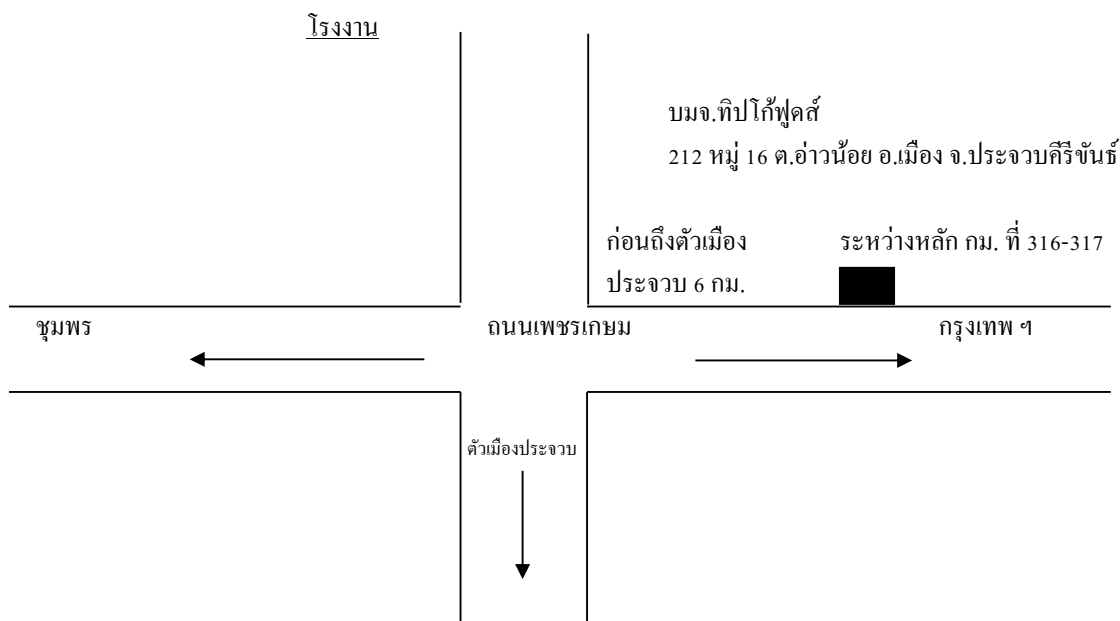 โรงงาน
บมจ.ทิปโก้ฟูดส์
212 หมู่ 16 ต.อ่าวน้อย อ.เมือง จ.ประจวบคีรีขันธ์
ก่อนถึงตัวเมือง
ประจวบ 6 กม.
ระหว่างหลัก กม. ที่ 316-317
ชุมพร
ถนนเพชรเกษม
กรุงเทพ ฯ
ตัวเมืองประจวบ